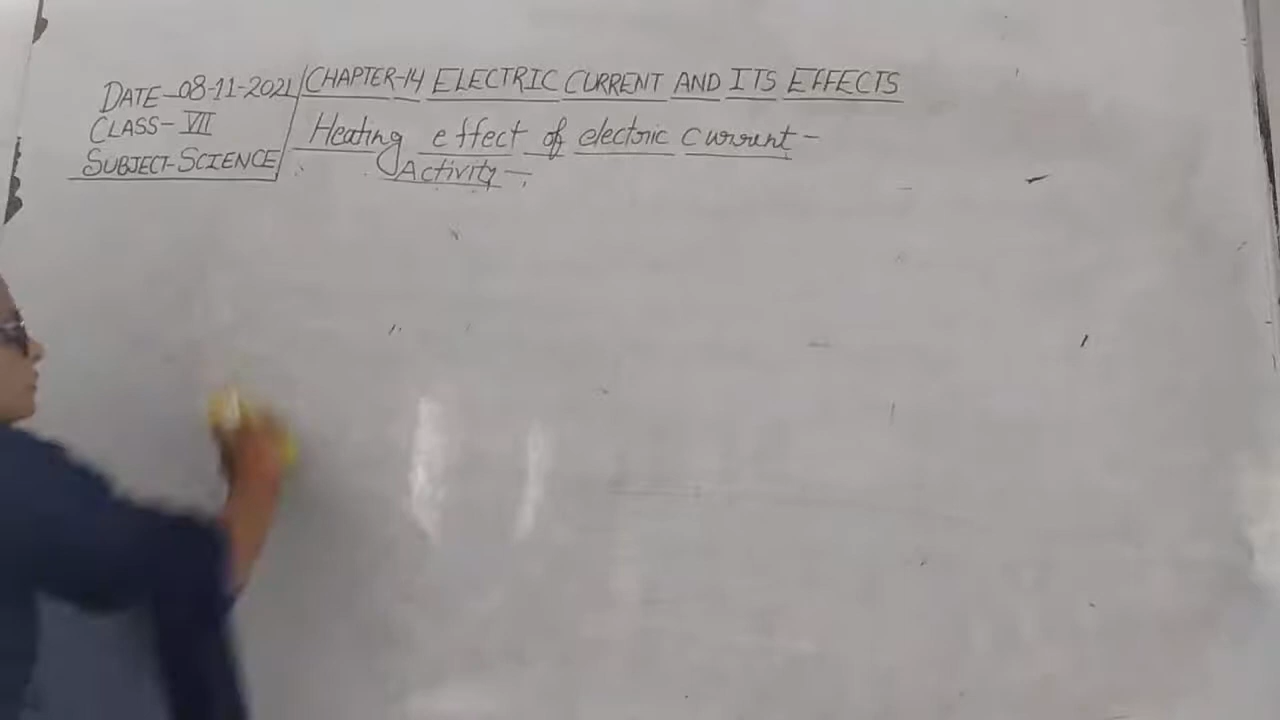 DATE-08-11-2021 / CHAPTER-14 ELECTRIC CURRENT AND ITS EFFECTS
CLASS-VII
Heating effect of electric current-
SUBJECT-SCIENCE
Activity-